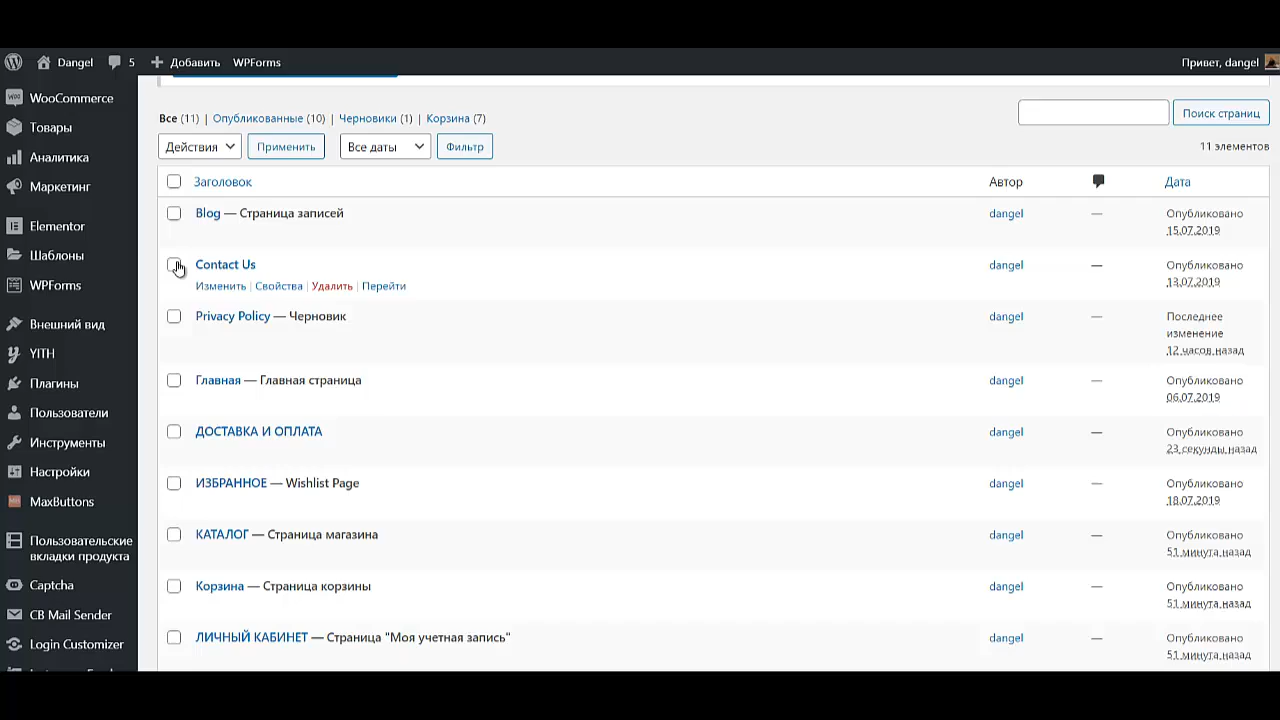 Dangel 5 Добавить WPForms Привет, dangel
WooCommerce
Товары
Аналитика
Маркетинг
Elementor
Шаблоны
WPForms
Внешний вид
YITH
Плагины
Пользователи
Инструменты
Настройки
MaxButtons
Пользовательские
вкладки продукта
Captcha
CB Mail Sender
Login Customizer
Все (11) | Опубликованные (10) | Черновики (1) | Корзина (7)
Поиск страниц
Действия Применить Все даты Фильтр 11 элементов
Заголовок Автор Дата
Blog — Страница записей dangel — Опубликовано
15.07.2019
Contact Us dangel — Опубликовано
13.07.2019
Изменить | Свойства | Удалить | Перейти
Privacy Policy — Черновик dangel — Последнее
изменение
12 часов назад
Главная — Главная страница dangel — Опубликовано
06.07.2019
ДОСТАВКА И ОПЛАТА dangel — Опубликовано
23 секунды назад
ИЗБРАННОЕ — Wishlist Page dangel — Опубликовано
18.07.2019
КАТАЛОГ — Страница магазина dangel — Опубликовано
51 минута назад
Корзина — Страница корзины dangel — Опубликовано
51 минута назад
ЛИЧНЫЙ КАБИНЕТ — Страница "Моя учетная запись" dangel — Опубликовано
51 минута назад